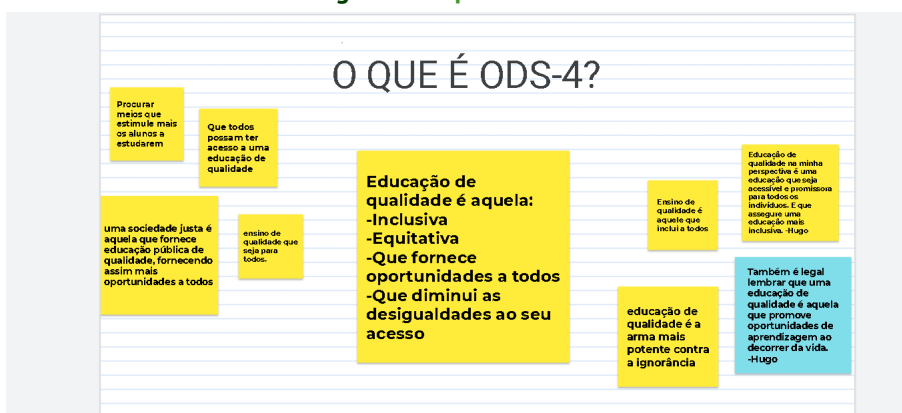 O QUE É ODS-4?
Procurar
meios que
estimule mais
os alunos a
estudarem
Que todos
possam ter
acesso a uma
educação de
qualidade
uma sociedade justa é
aquela que fornece
educação pública de
qualidade, fornecendo
assim mais
oportunidades a todos
ensino de
qualidade que
seja para
todos.
Educação de
qualidade é aquela:
-Inclusiva
-Equitativa
-Que fornece
oportunidades a todos
-Que diminui as
desigualdades ao seu
acesso
Ensino de
qualidade é
aquele que
inclui a todos
Educação de
qualidade na minha
perspectiva é uma
educação que seja
acessível e promissora
para todos os
indivíduos. E que
assegure uma
educação mais
inclusiva. -Hugo
educação de
qualidade é a
arma mais
potente contra
a ignorância
Também é legal
lembrar que uma
educação de
qualidade é aquela
que promove
oportunidades de
aprendizagem ao
decorrer da vida.
-Hugo